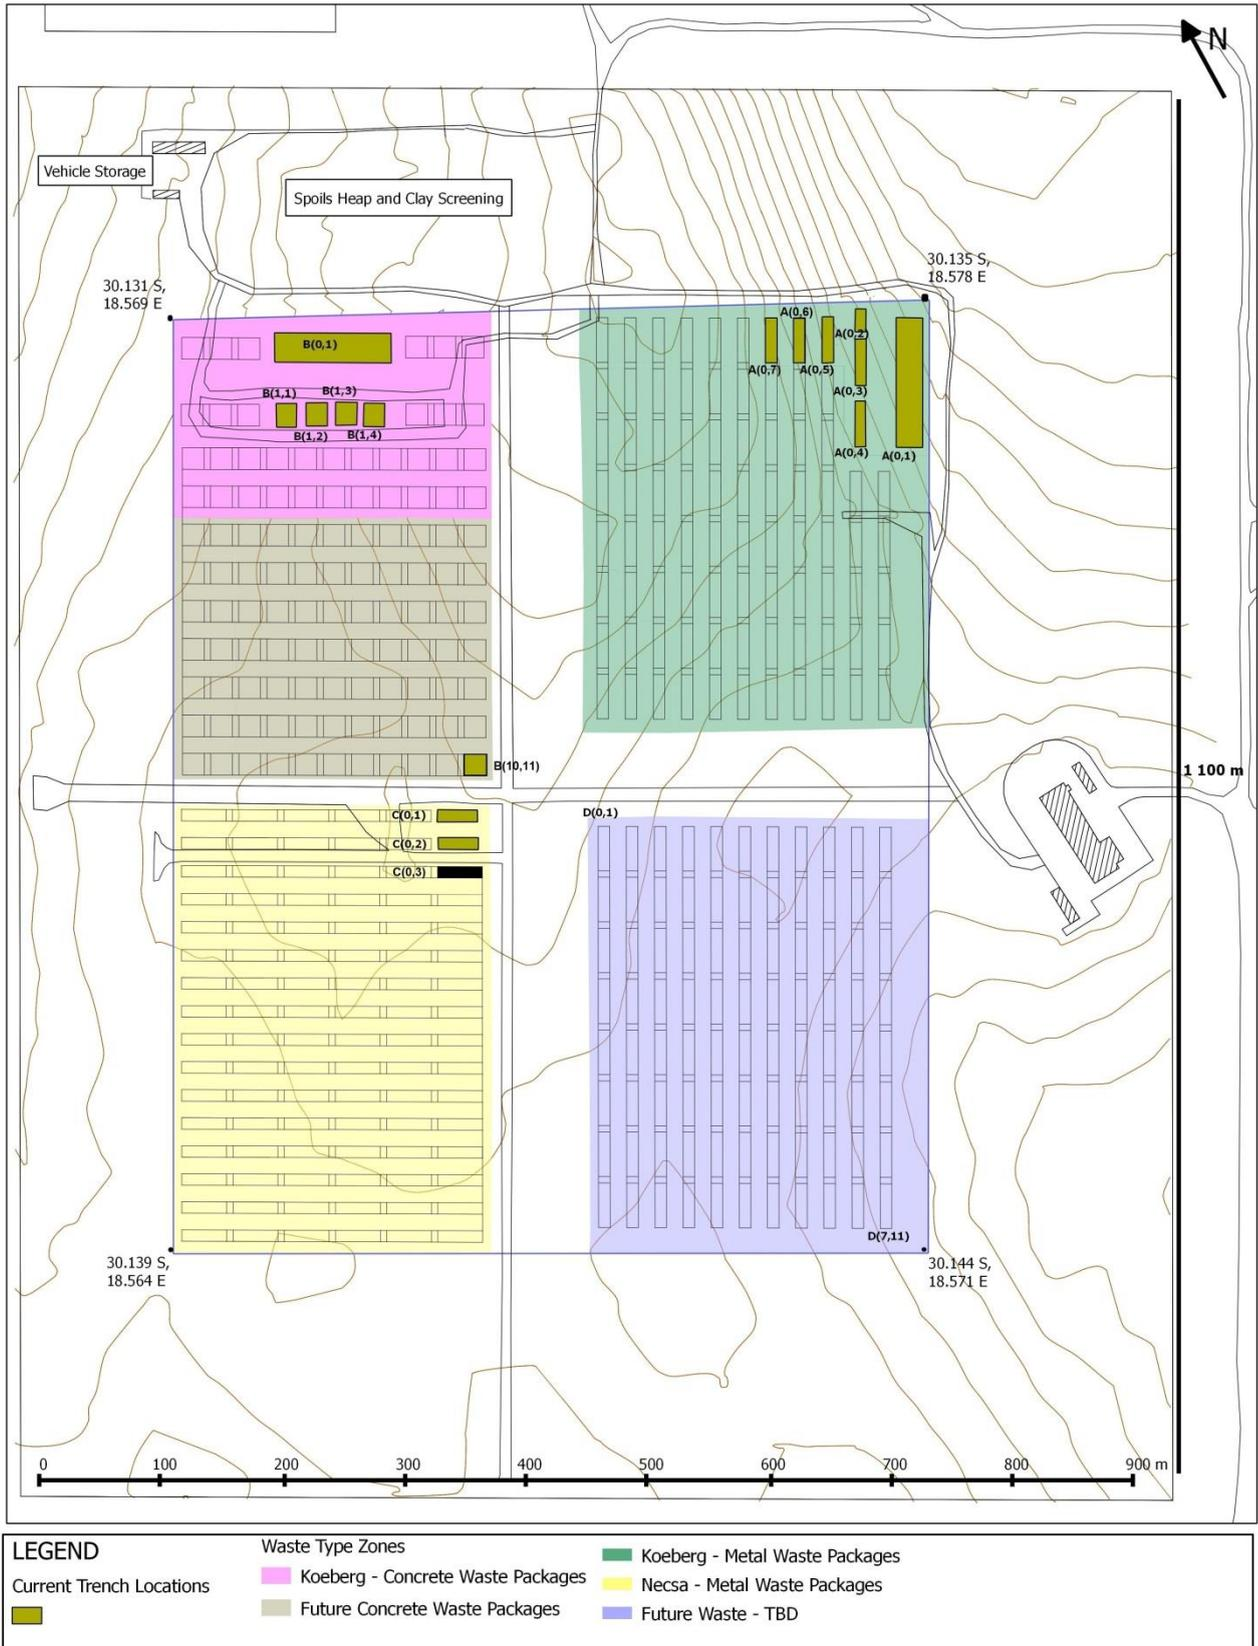 N
Vehicle Storage
Spoils Heap and Clay Screening
30.135 S,
18.578 E
30.131 S,
18.569 E
A(0,6)
A(0,2)
B(0,1)
A(0,7)
A(0,5)
A(0,3)
B(1,1)
B(1,3)
B(1,2)
B(1,4)
A(0,4)
A(0,1)
B(10,11)
1 100 m
C(0,1)
D(0,1)
C(0,2)
C(0,3)
D(7,11)
30.139 S,
18.564 E
30.144 S,
18.571 E
0 100 200 300 400 500 600 700 800 900 m
LEGEND
Current Trench Locations
Waste Type Zones
Koeberg - Concrete Waste Packages
Future Concrete Waste Packages
Koeberg - Metal Waste Packages
Necsa - Metal Waste Packages
Future Waste - TBD